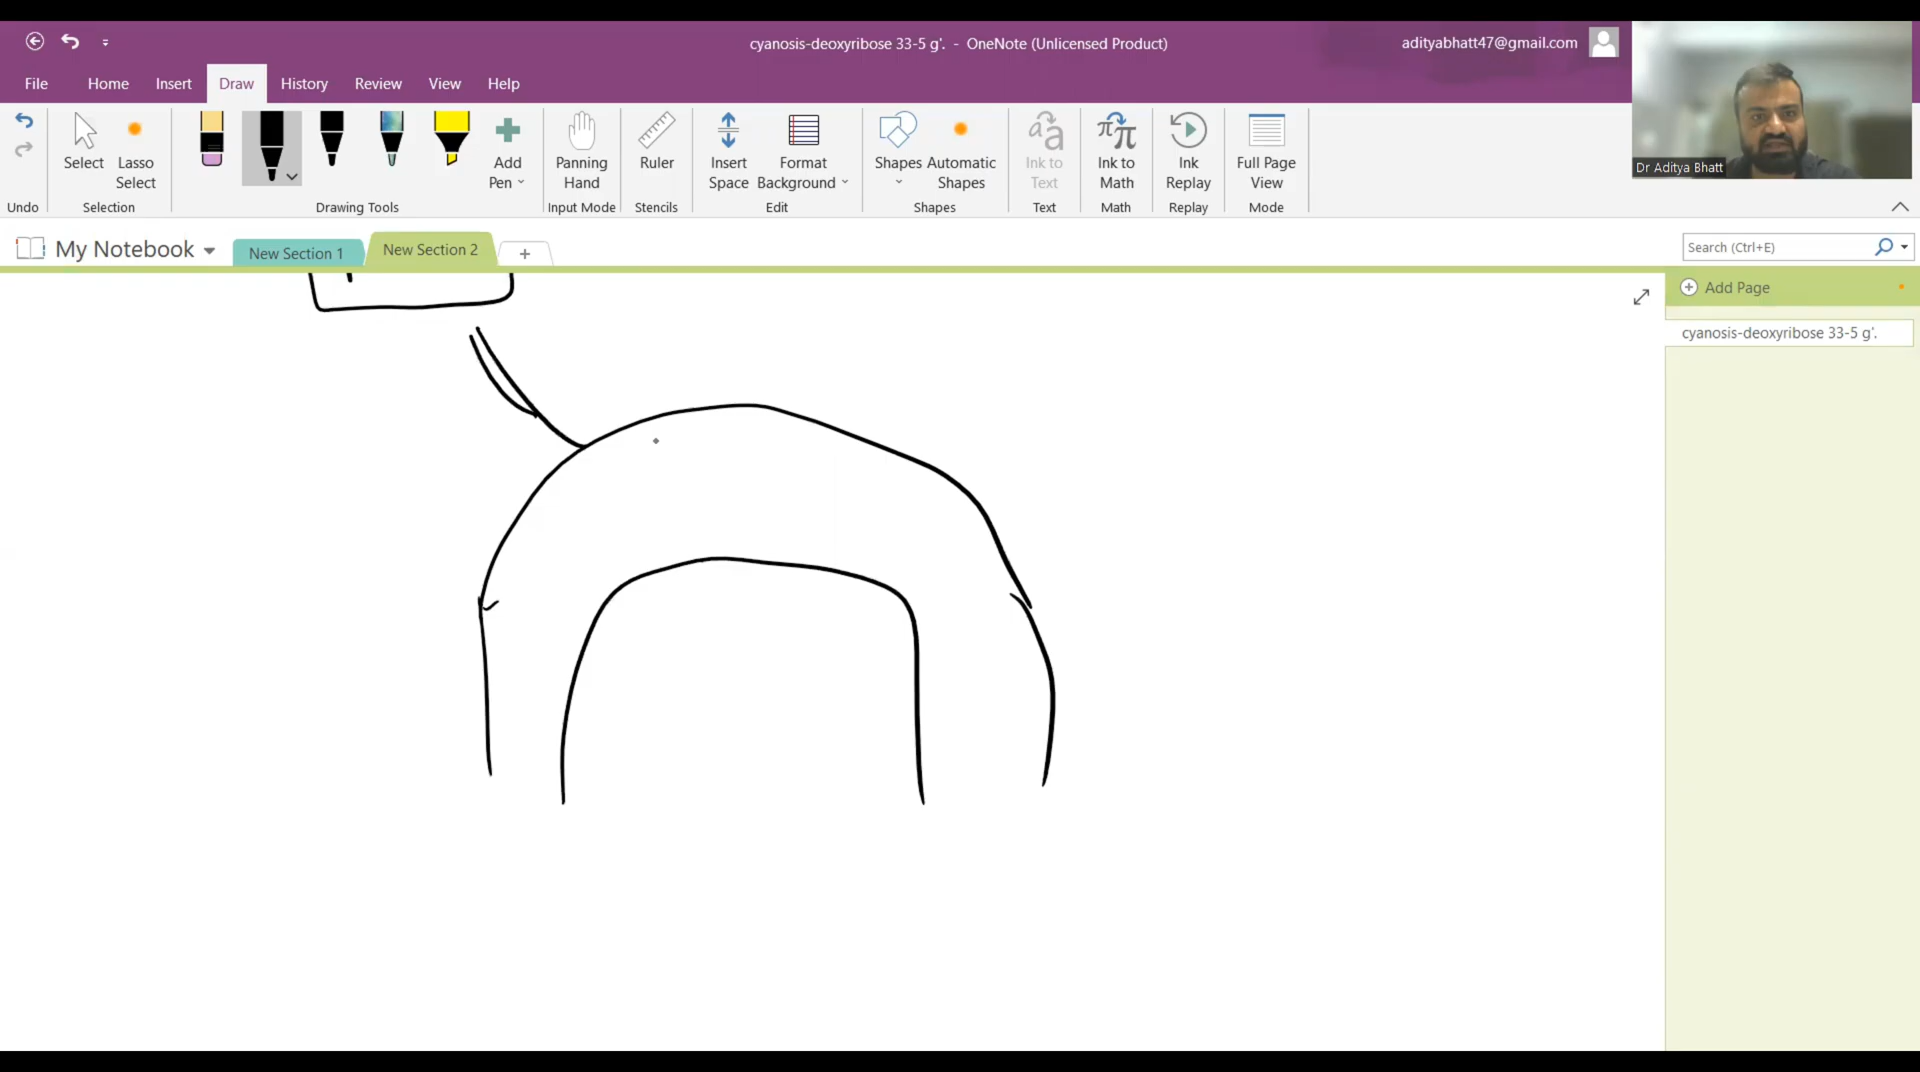 cyanosis-deoxyribose 33-5 g'. - OneNote (Unlicensed Product)
adityabhatt47@gmail.com
File Home Insert Draw History Review View Help
Select
Lasso Select
Add Pen
Panning Hand
Ruler
Insert Space
Format Background
Shapes
Automatic Shapes
Ink to Text
Ink to Math
Ink Replay
Full Page View
Undo Selection Drawing Tools Input Mode Stencils Edit Shapes Text Math Replay Mode
Dr Aditya Bhatt
My Notebook New Section 1 New Section 2 +
Search (Ctrl+E)
Add Page
cyanosis-deoxyribose 33-5 g'.